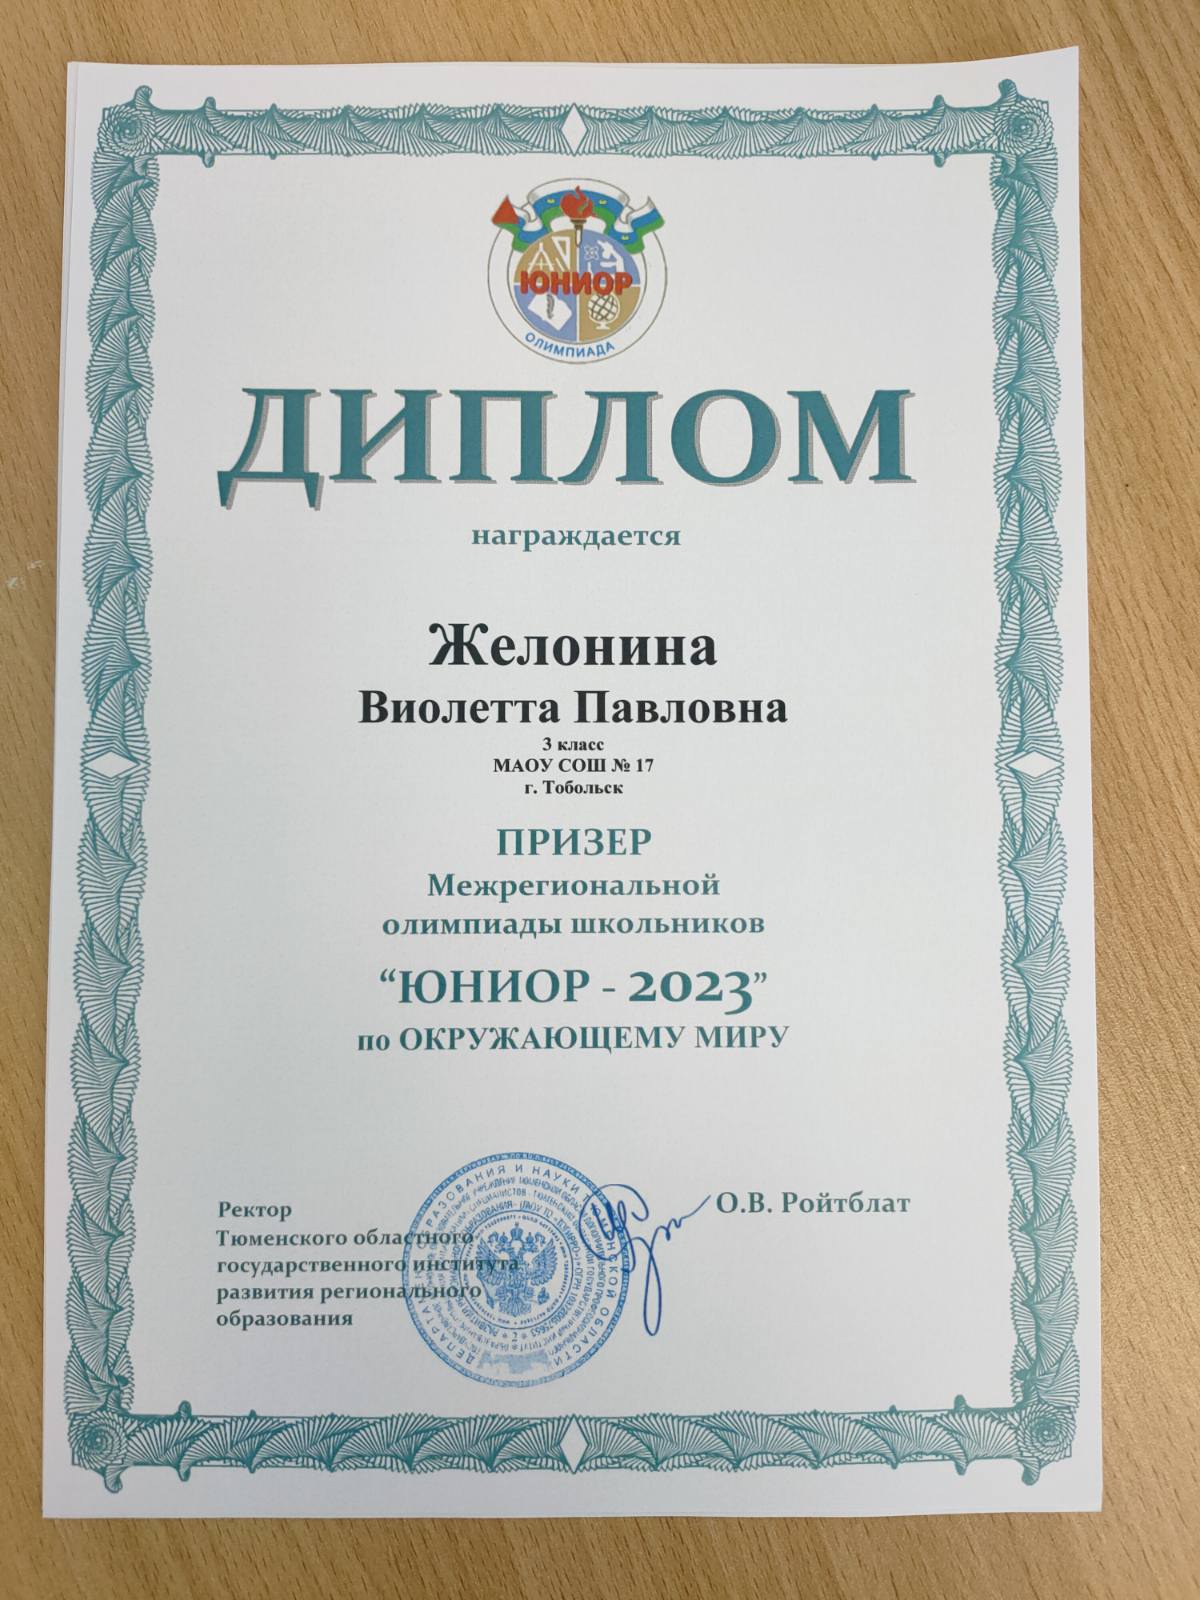 ЮНИОР
ОЛИМПИАДА
ДИПЛОМ
награждается
Желонина
Виолетта Павловна
3 класс
МАОУ СОШ № 17
г. Тобольск
ПРИЗЕР
Межрегиональной
олимпиады школьников
“ЮНИОР - 2023”
по ОКРУЖАЮЩЕМУ МИРУ
Ректор
Тюменского областного
государственного института
развития регионального
образования
О.В. Ройтблат